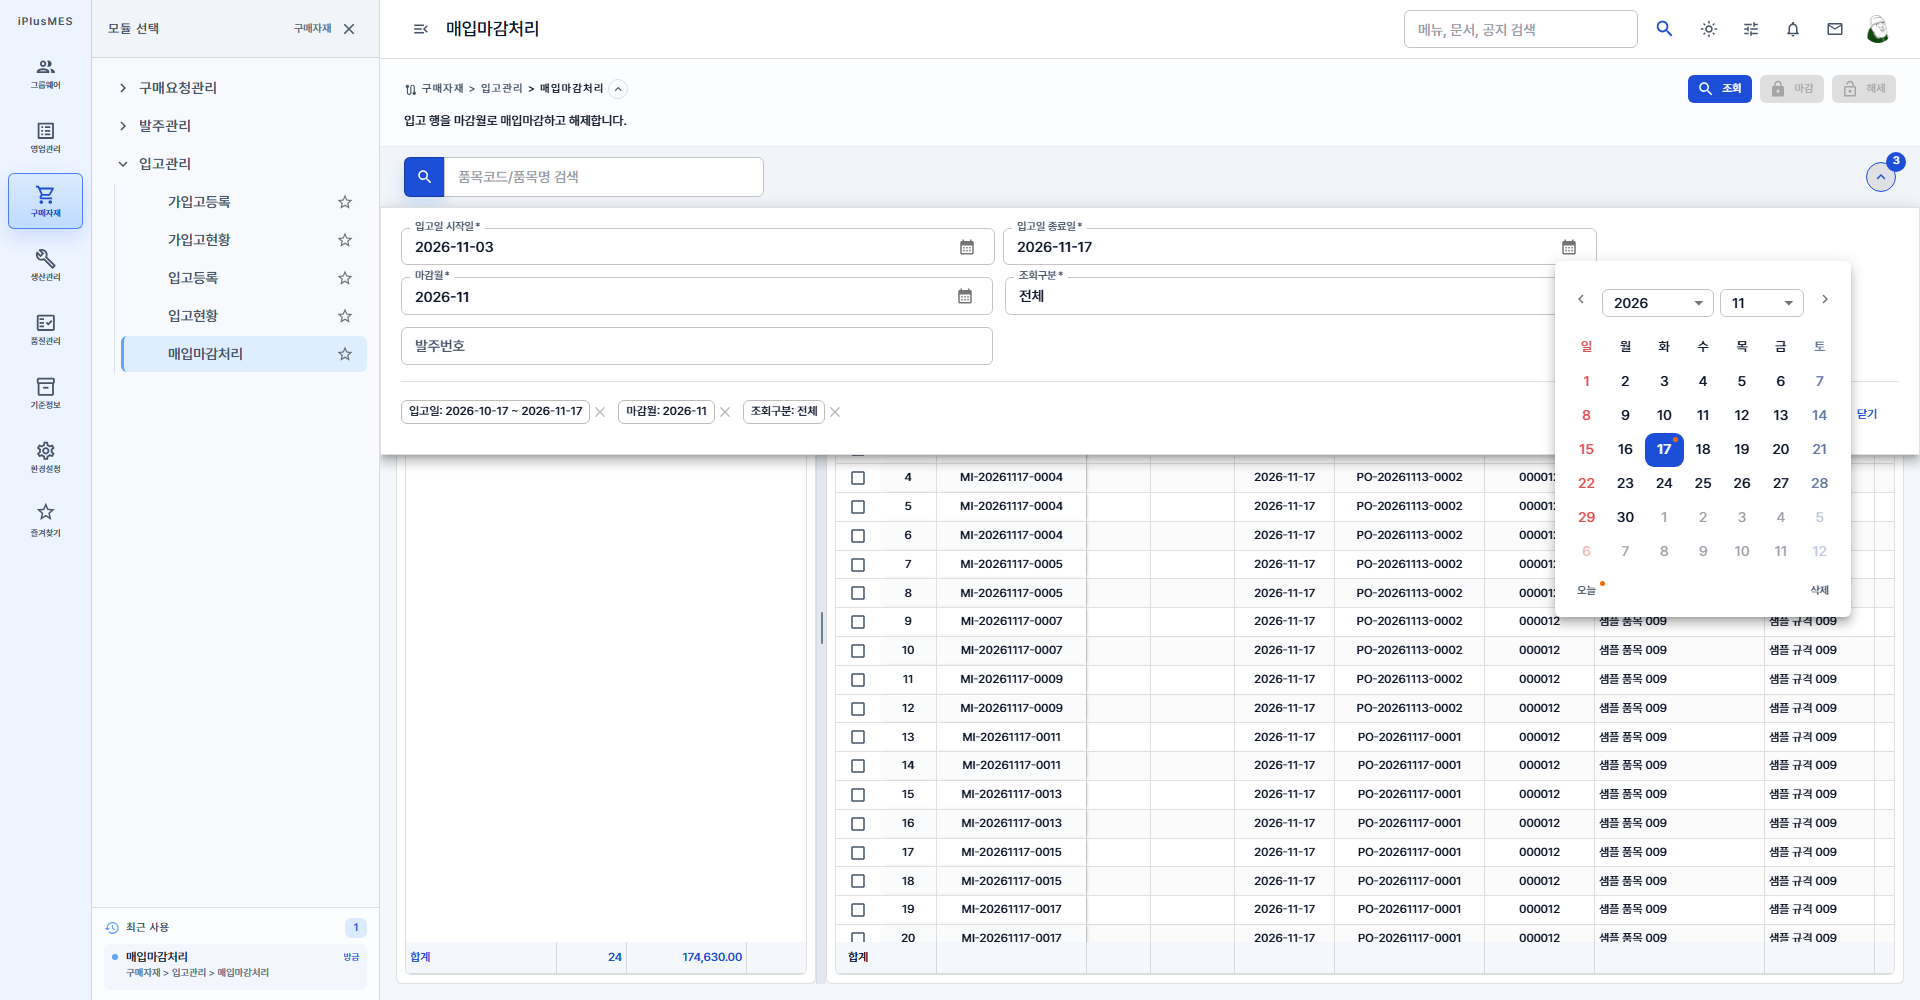 iPlusMES
그룹웨어
영업관리
구매자재
생산관리
품질관리
기준정보
환경설정
즐겨찾기
모듈 선택
구매자재
구매요청관리
발주관리
입고관리
가입고등록
가입고현황
입고등록
입고현황
매입마감처리
최근 사용
1
매입마감처리
방금
구매자재 > 입고관리 > 매입마감처리
매입마감처리
메뉴, 문서, 공지 검색
구매자재 > 입고관리 > 매입마감처리
입고 행을 마감월로 매입마감하고 해제합니다.
조회
마감
해제
품목코드/품목명 검색
3
입고일 시작일*
2026-11-03
입고일 종료일*
2026-11-17
마감월*
2026-11
조회구분*
전체
발주번호
입고일: 2026-10-17 ~ 2026-11-17
마감월: 2026-11
조회구분: 전체
닫기
2026
11
일 월 화 수 목 금 토
1 2 3 4 5 6 7
8 9 10 11 12 13 14
15 16 17 18 19 20 21
22 23 24 25 26 27 28
29 30 1 2 3 4 5
6 7 8 9 10 11 12
오늘
삭제
4 MI-20261117-0004 2026-11-17 PO-20261113-0002 000012
5 MI-20261117-0004 2026-11-17 PO-20261113-0002 000012
6 MI-20261117-0004 2026-11-17 PO-20261113-0002 000012
7 MI-20261117-0005 2026-11-17 PO-20261113-0002 000012
8 MI-20261117-0005 2026-11-17 PO-20261113-0002 000012
9 MI-20261117-0007 2026-11-17 PO-20261113-0002 000012 샘플 품목 009 샘플 규격 009
10 MI-20261117-0007 2026-11-17 PO-20261113-0002 000012 샘플 품목 009 샘플 규격 009
11 MI-20261117-0009 2026-11-17 PO-20261113-0002 000012 샘플 품목 009 샘플 규격 009
12 MI-20261117-0009 2026-11-17 PO-20261113-0002 000012 샘플 품목 009 샘플 규격 009
13 MI-20261117-0011 2026-11-17 PO-20261117-0001 000012 샘플 품목 009 샘플 규격 009
14 MI-20261117-0011 2026-11-17 PO-20261117-0001 000012 샘플 품목 009 샘플 규격 009
15 MI-20261117-0013 2026-11-17 PO-20261117-0001 000012 샘플 품목 009 샘플 규격 009
16 MI-20261117-0013 2026-11-17 PO-20261117-0001 000012 샘플 품목 009 샘플 규격 009
17 MI-20261117-0015 2026-11-17 PO-20261117-0001 000012 샘플 품목 009 샘플 규격 009
18 MI-20261117-0015 2026-11-17 PO-20261117-0001 000012 샘플 품목 009 샘플 규격 009
19 MI-20261117-0017 2026-11-17 PO-20261117-0001 000012 샘플 품목 009 샘플 규격 009
20 MI-20261117-0017 2026-11-17 PO-20261117-0001 000012 샘플 품목 009 샘플 규격 009
합계 24 174,630.00
합계